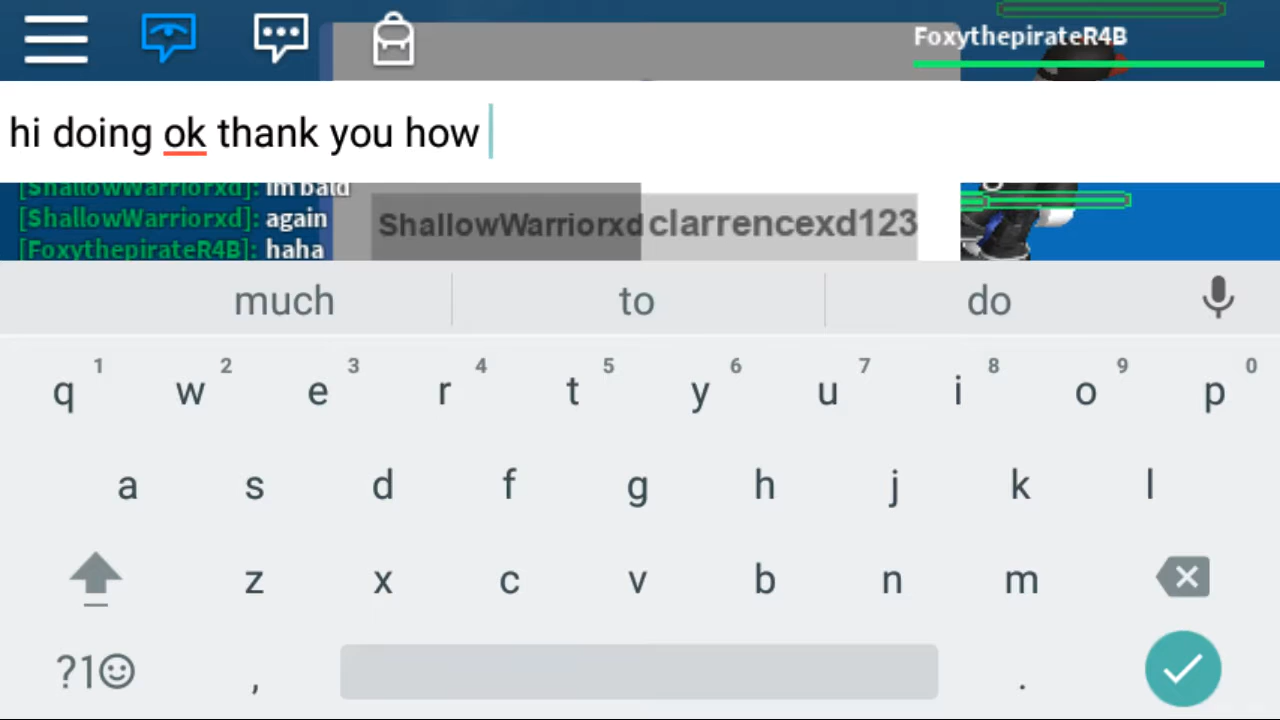 FoxythepirateR4B
hi doing ok thank you how
[ShallowWarriorxd]: im bald
[ShallowWarriorxd]: again
[FoxythepirateR4B]: haha
ShallowWarriorxd clarrencexd123
much to do
1 2 3 4 5 6 7 8 9 0
q w e r t y u i o p
a s d f g h j k l
z x c v b n m
?1☺ , .